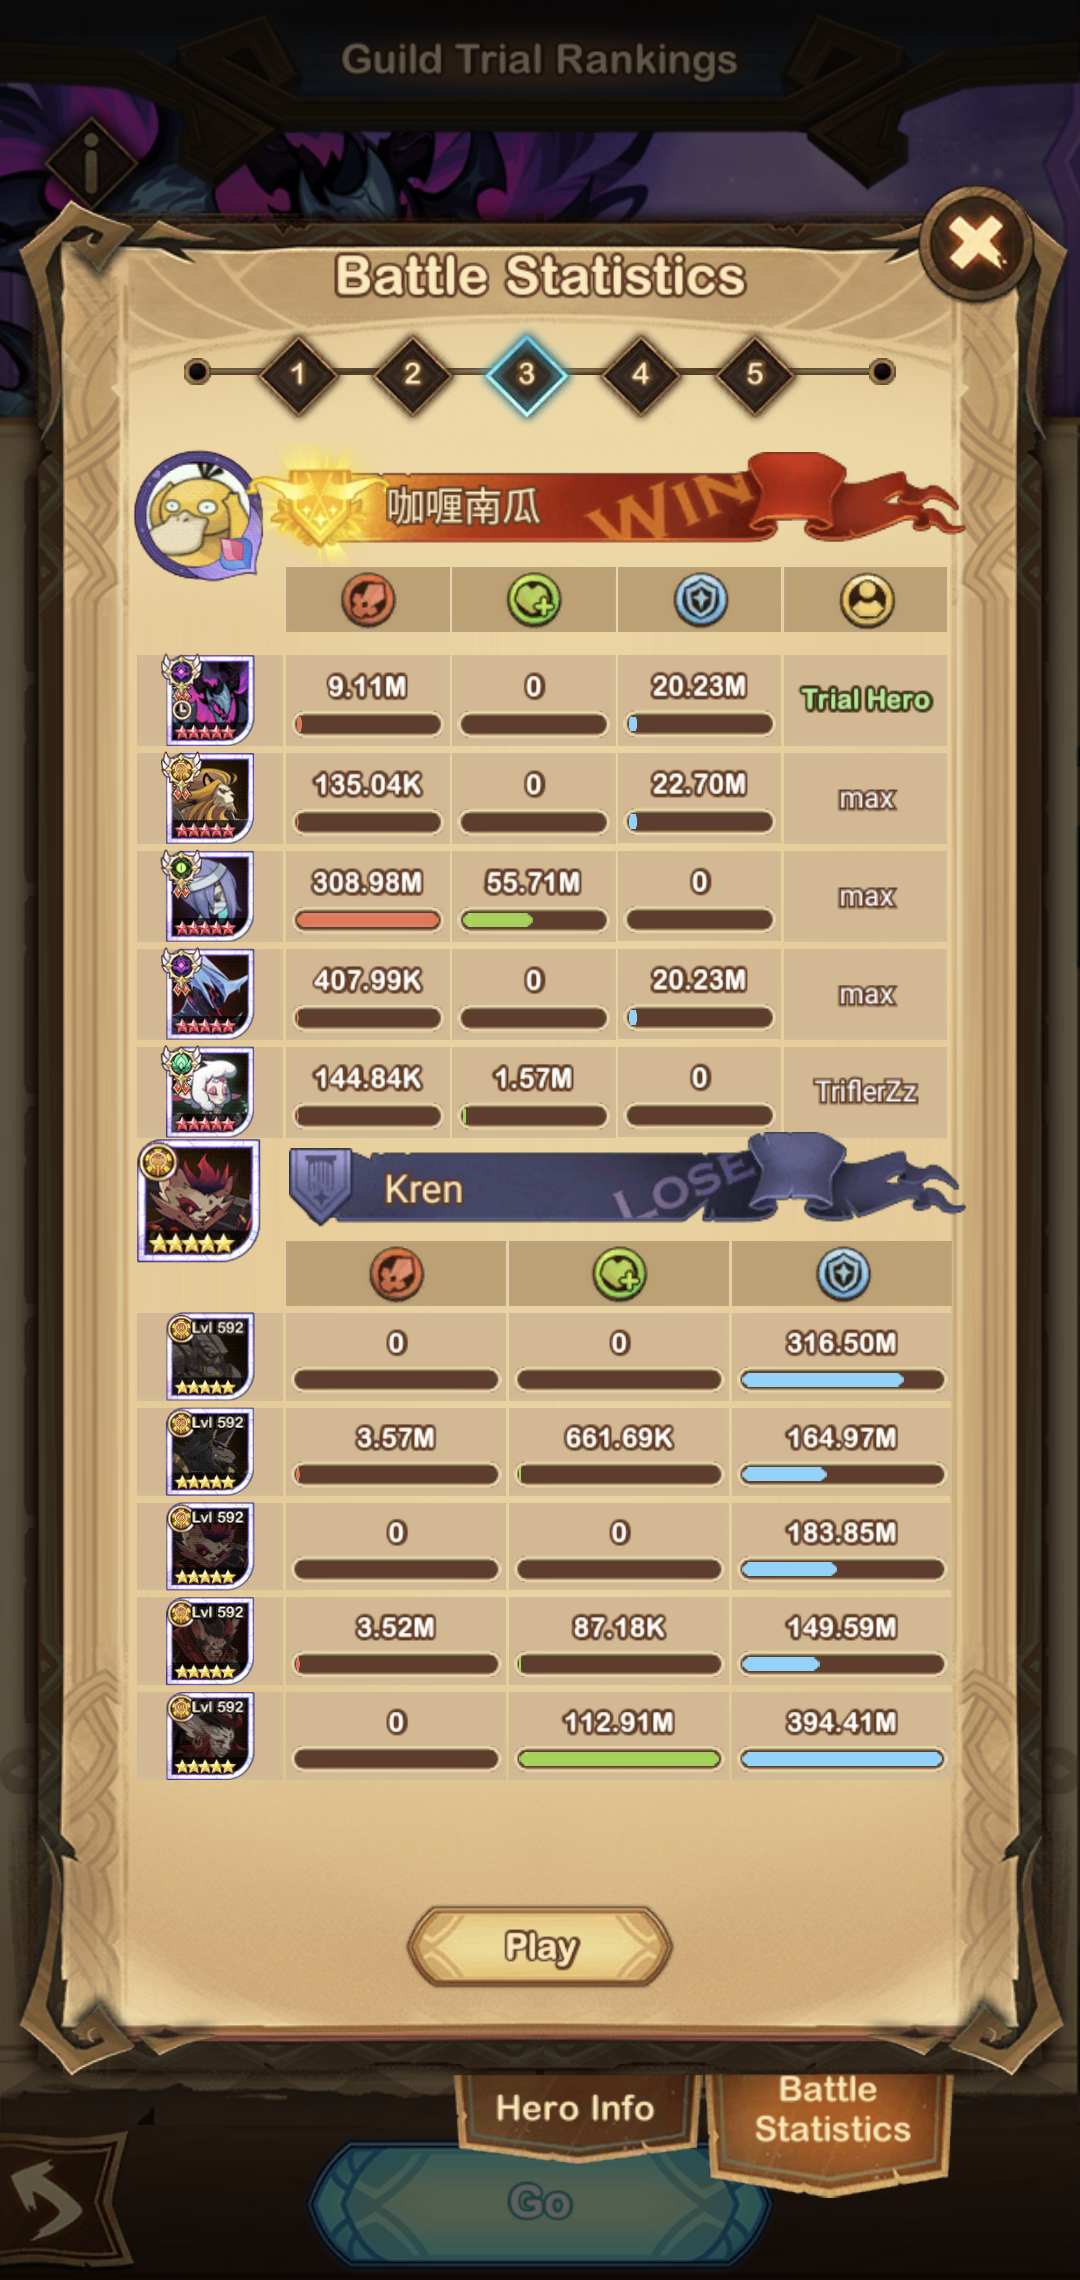 Guild Trial Rankings
Battle Statistics
1 2 3 4 5
咖喱南瓜 WIN
9.11M 0 20.23M Trial Hero
135.04K 0 22.70M max
308.98M 55.71M 0 max
407.99K 0 20.23M max
144.84K 1.57M 0 TriflerZz
Kren LOSE
Lvl 592 0 0 316.50M
Lvl 592 3.57M 661.69K 164.97M
Lvl 592 0 0 183.85M
Lvl 592 3.52M 87.18K 149.59M
Lvl 592 0 112.91M 394.41M
Play
Hero Info
Battle
Statistics
Go